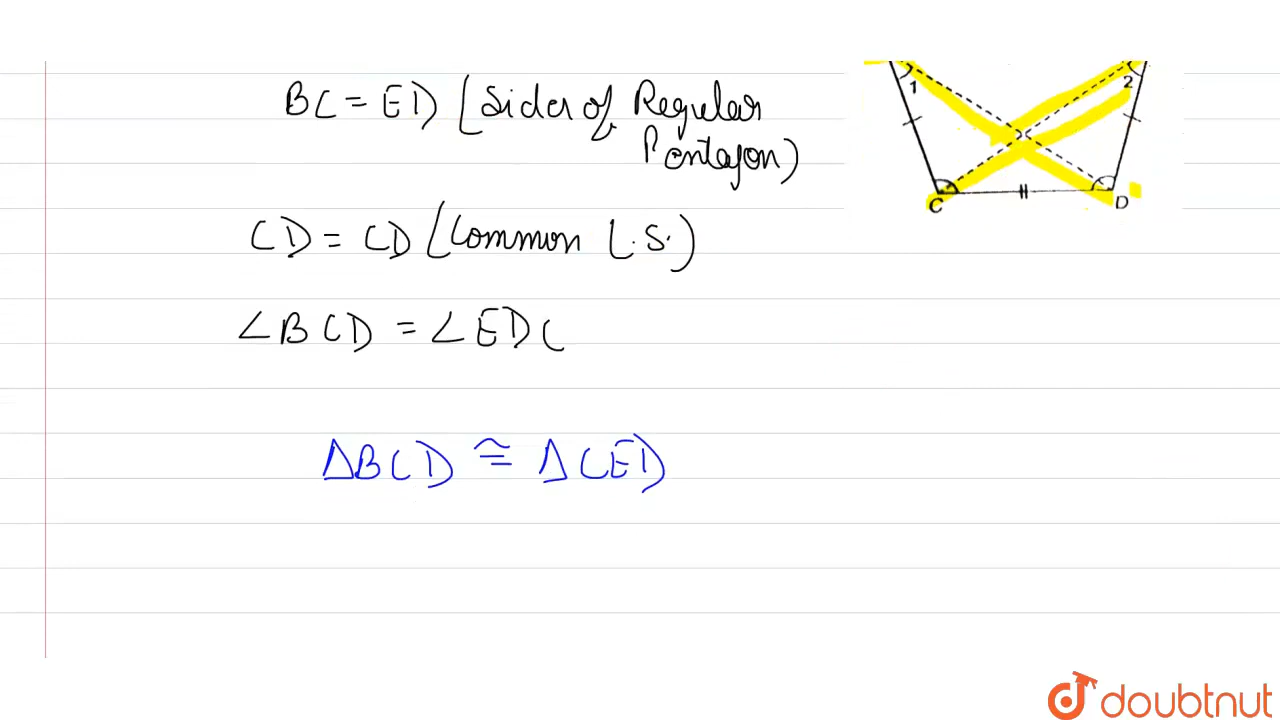 BC = ED (Sides of Regular
Pentagon)
1
2
C
D
CD = CD (Common L.S.)
∠BCD = ∠EDC
ΔBCD ≅ ΔCED
doubtnut